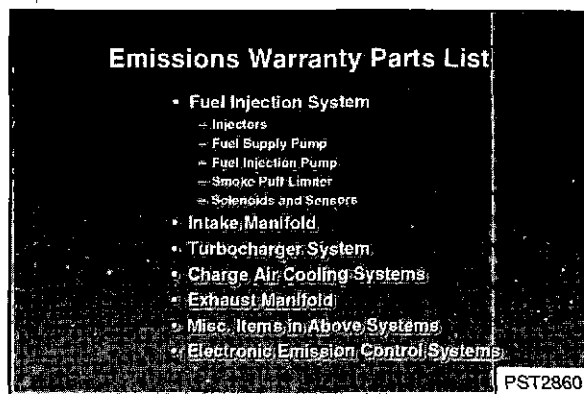 Emissions Warranty Parts List
• Fuel Injection System
– Injectors
– Fuel Supply Pump
– Fuel Injection Pump
– Smoke Puff Limiter
– Solenoids and Sensors
• Intake Manifold
• Turbocharger System
• Charge Air Cooling Systems
• Exhaust Manifold
• Misc. Items in Above Systems
• Electronic Emission Control Systems
PST2860